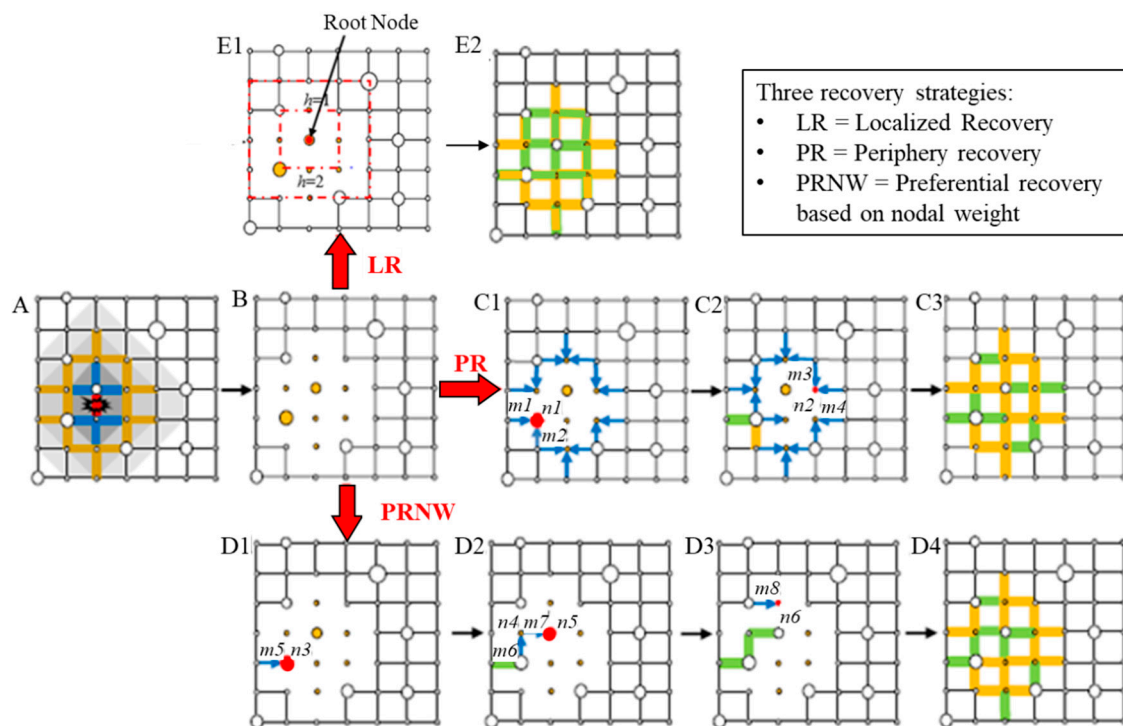 Root Node
E1
E2
h=1
h=2
Three recovery strategies:
• LR = Localized Recovery
• PR = Periphery recovery
• PRNW = Preferential recovery
based on nodal weight
LR
A
B
C1
C2
C3
PR
m1
n1
m2
m3
n2
m4
PRNW
D1
D2
D3
D4
m5
n3
n4
m7
n5
m6
m8
n6